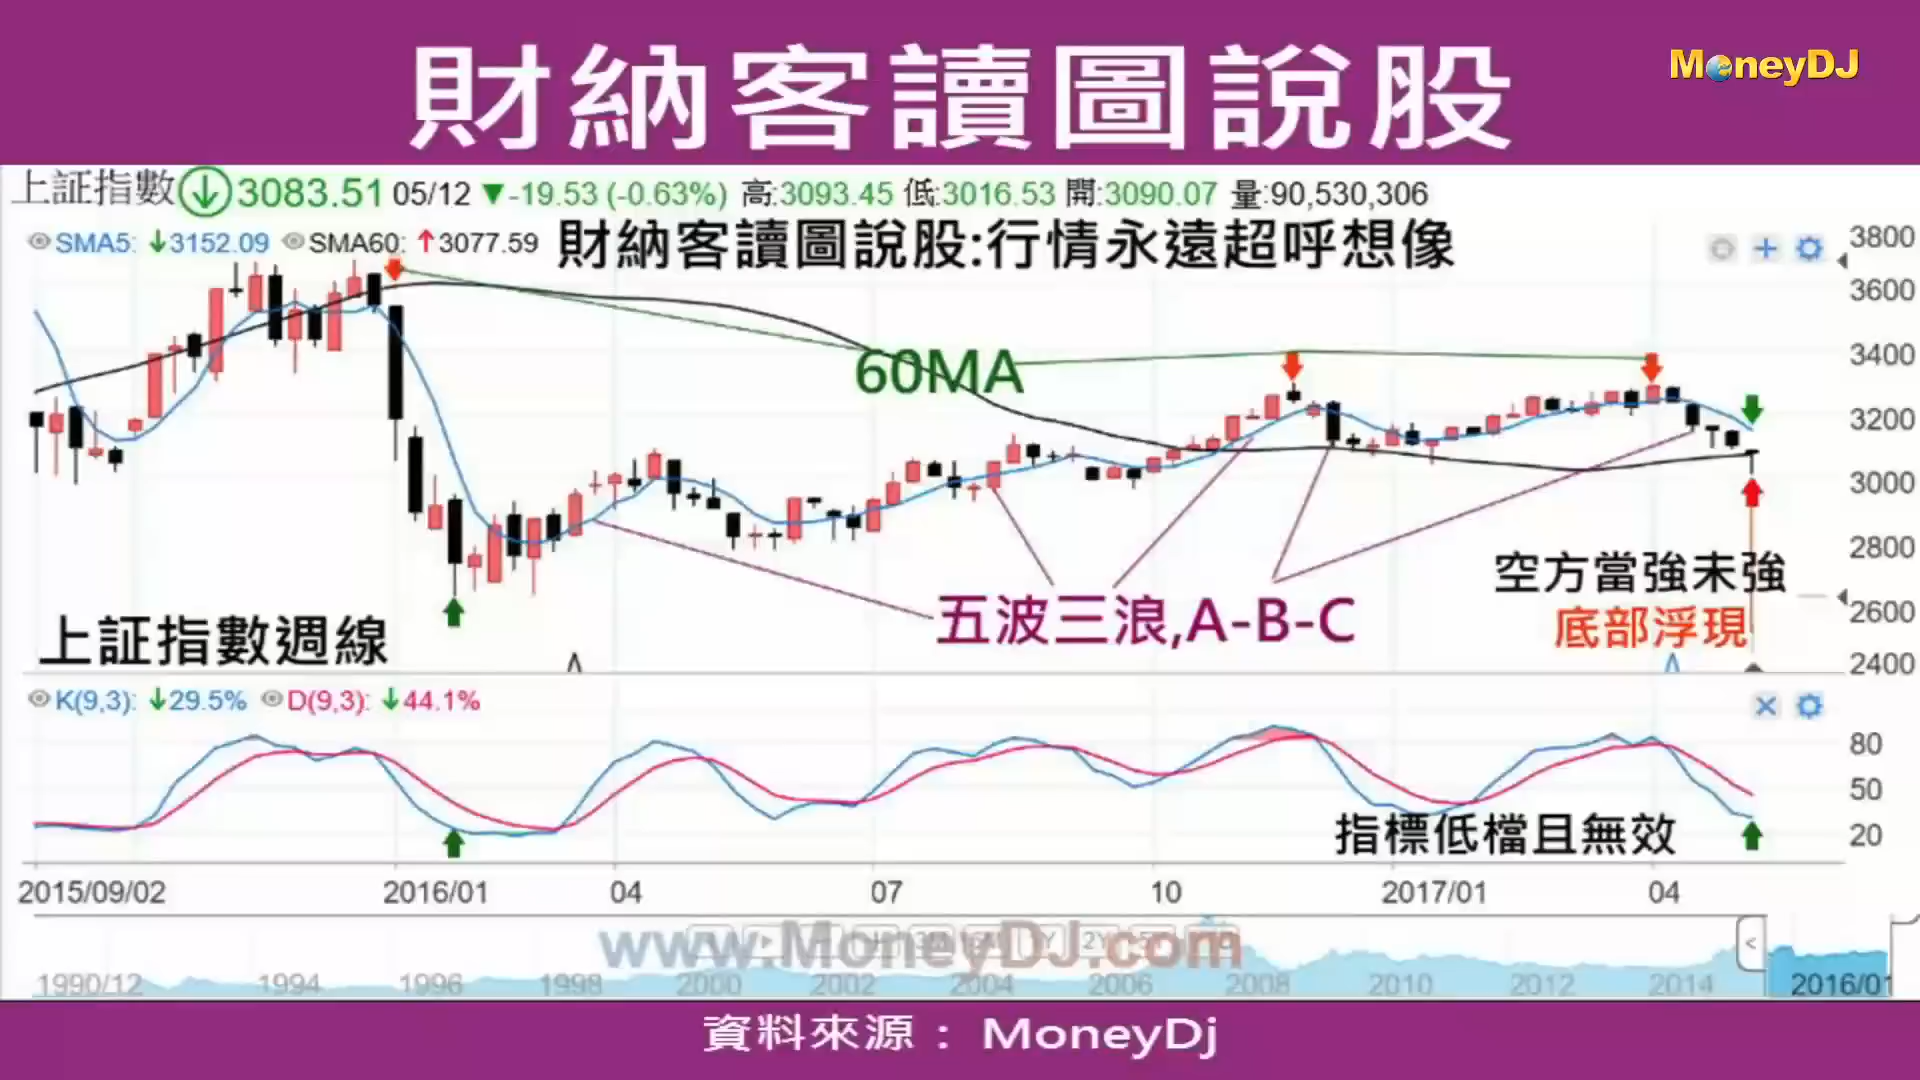 財納客讀圖說股
MoneyDJ
上証指數 3083.51 05/12 ▼-19.53 (-0.63%) 高:3093.45 低:3016.53 開:3090.07 量:90,530,306
SMA5: 3152.09 SMA60: 3077.59
財納客讀圖說股:行情永遠超呼想像
3800
3600
3400
3200
3000
2800
2600
2400
60MA
五波三浪,A-B-C
空方當強未強
底部浮現
上証指數週線
K(9,3): 29.5% D(9,3): 44.1%
80
50
20
指標低檔且無效
2015/09/02 2016/01 04 07 10 2017/01 04
www.MoneyDJ.com
1990/12 1994 1996 1998 2000 2002 2004 2006 2008 2010 2012 2014 2016/01
資料來源：MoneyDj